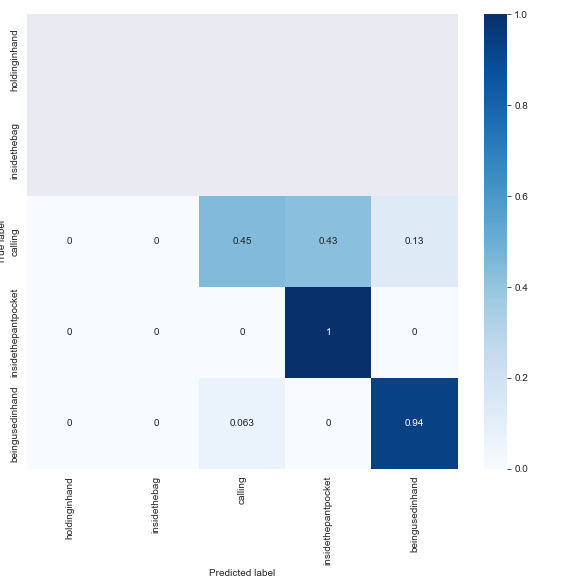 holdinginhand
insidethebag
calling
insidethepantpocket
beingusedinhand
True label
0 0 0.45 0.43 0.13
0 0 0 1 0
0 0 0.063 0 0.94
holdinginhand
insidethebag
calling
insidethepantpocket
beingusedinhand
Predicted label
1.0
0.8
0.6
0.4
0.2
0.0